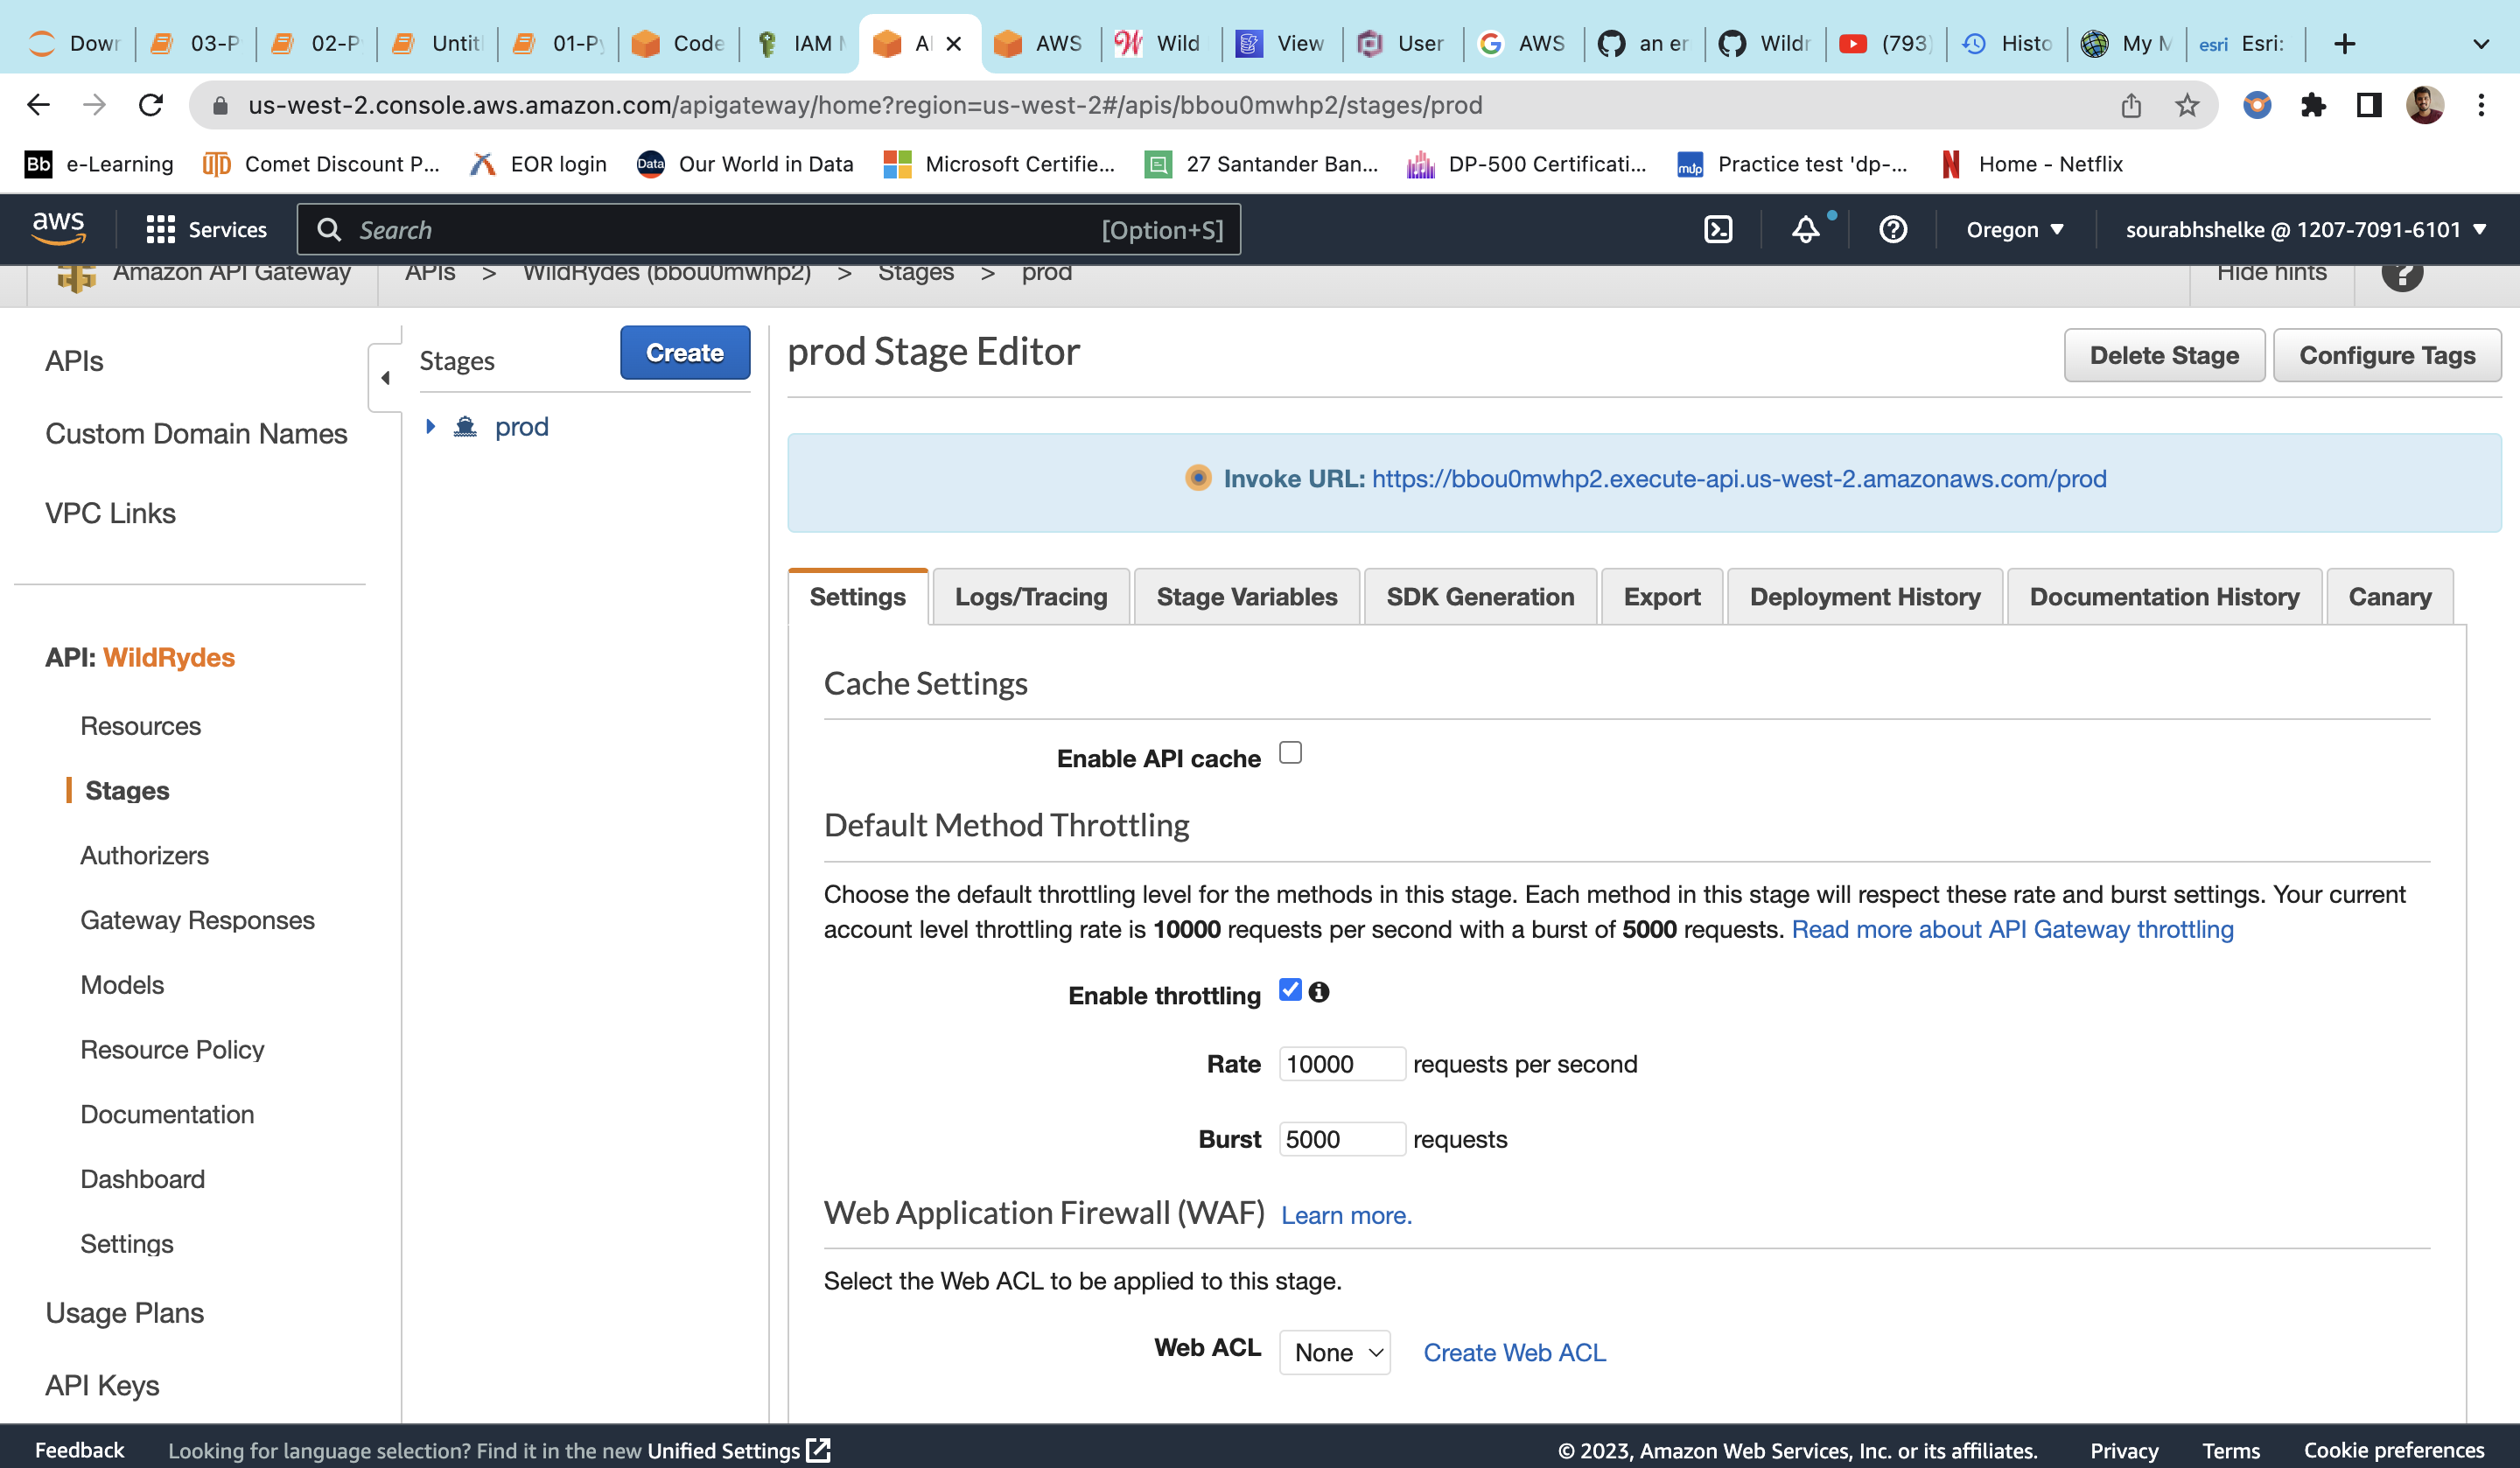 Down 03-P 02-P Untitl 01-Py Code IAM M AI AWS Wild View User AWS an er Wildr (793) Histo My M esri Esri:
us-west-2.console.aws.amazon.com/apigateway/home?region=us-west-2#/apis/bbou0mwhp2/stages/prod
Bb e-Learning UTD Comet Discount P... EOR login Data Our World in Data Microsoft Certifie... 27 Santander Ban... DP-500 Certificati... mup Practice test 'dp-... N Home - Netflix
aws Services Search [Option+S] Oregon sourabhshelke @ 1207-7091-6101
Amazon API Gateway APIs > WildRydes (bbou0mwhp2) > Stages > prod Hide hints ?
APIs
Custom Domain Names
VPC Links
API: WildRydes
Resources
Stages
Authorizers
Gateway Responses
Models
Resource Policy
Documentation
Dashboard
Settings
Usage Plans
API Keys
Stages Create
prod
prod Stage Editor Delete Stage Configure Tags
Invoke URL: https://bbou0mwhp2.execute-api.us-west-2.amazonaws.com/prod
Settings Logs/Tracing Stage Variables SDK Generation Export Deployment History Documentation History Canary
Cache Settings
Enable API cache
Default Method Throttling
Choose the default throttling level for the methods in this stage. Each method in this stage will respect these rate and burst settings. Your current
account level throttling rate is 10000 requests per second with a burst of 5000 requests. Read more about API Gateway throttling
Enable throttling
Rate 10000 requests per second
Burst 5000 requests
Web Application Firewall (WAF) Learn more.
Select the Web ACL to be applied to this stage.
Web ACL None Create Web ACL
Feedback Looking for language selection? Find it in the new Unified Settings © 2023, Amazon Web Services, Inc. or its affiliates. Privacy Terms Cookie preferences